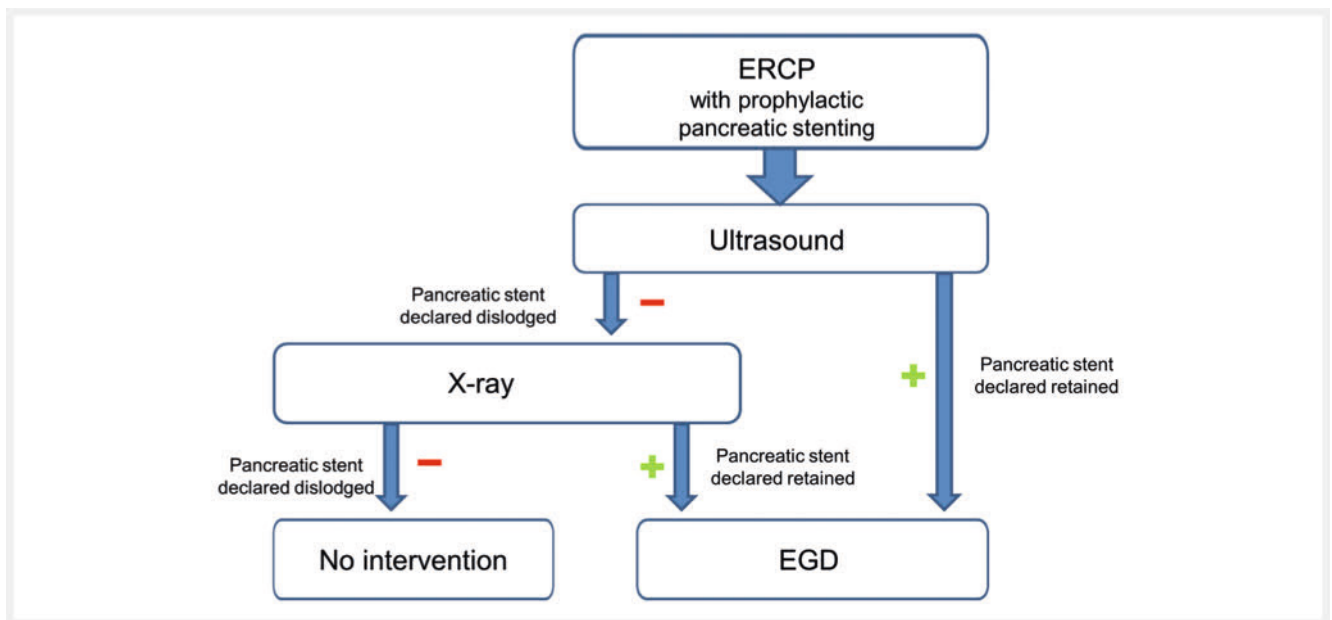 ERCP
with prophylactic
pancreatic stenting
Ultrasound
Pancreatic stent
declared dislodged
Pancreatic stent
declared retained
X-ray
Pancreatic stent
declared dislodged
Pancreatic stent
declared retained
No intervention
EGD